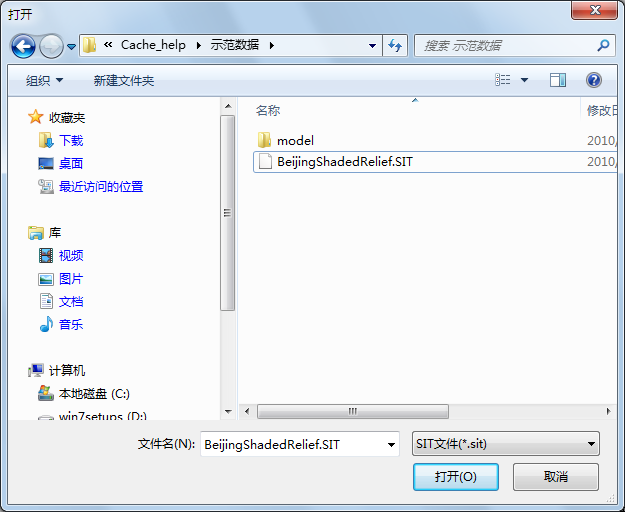 打开
« Cache_help 示范数据
搜索 示范数据
组织 新建文件夹
收藏夹
下载
桌面
最近访问的位置
库
视频
图片
文档
音乐
计算机
本地磁盘 (C:)
win7setups (D:)
名称 修改日
model 2010/
BeijingShadedRelief.SIT 2010/
文件名(N): BeijingShadedRelief.SIT SIT文件(*.sit)
打开(O) 取消